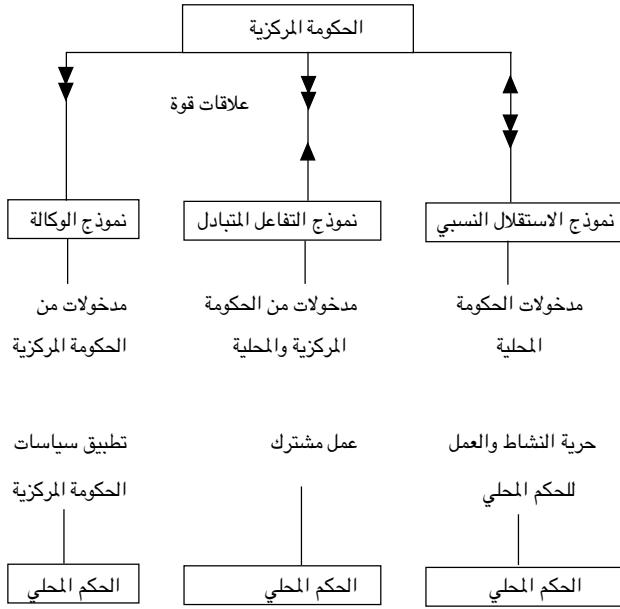 الحكومة المركزية
علاقات قوة
نموذج الاستقلال النسبي
نموذج التفاعل المتبادل
نموذج الوكالة
مدخولات الحكومة
المحلية
مدخولات من الحكومة
المركزية والمحلية
مدخولات من
الحكومة المركزية
حرية النشاط والعمل
للحكم المحلي
عمل مشترك
تطبيق سياسات
الحكومة المركزية
الحكم المحلي
الحكم المحلي
الحكم المحلي